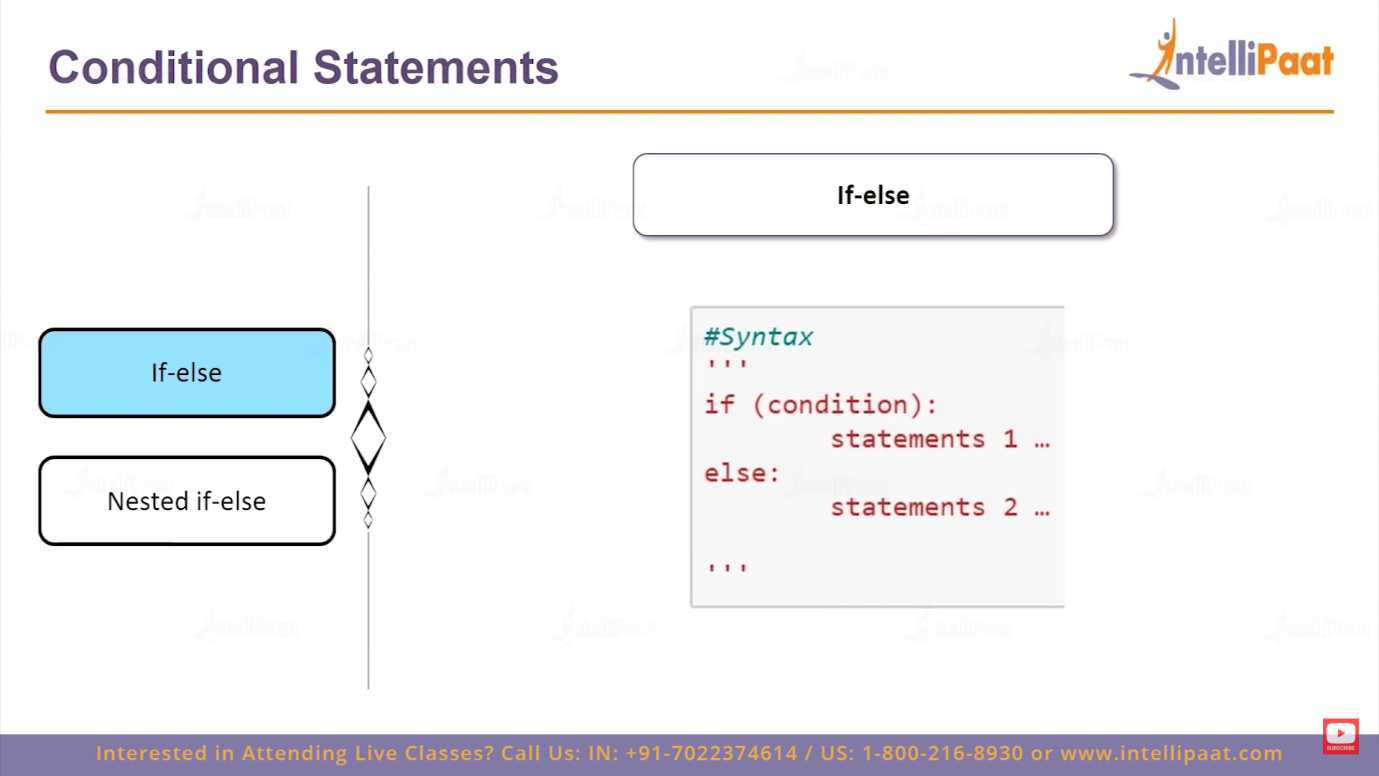 Conditional Statements
IntelliPaat
If-else
If-else
Nested if-else
#Syntax
'''
if (condition):
statements 1 …
else:
statements 2 …
'''
Interested in Attending Live Classes? Call Us: IN: +91-7022374614 / US: 1-800-216-8930 or www.intellipaat.com
SUBSCRIBE